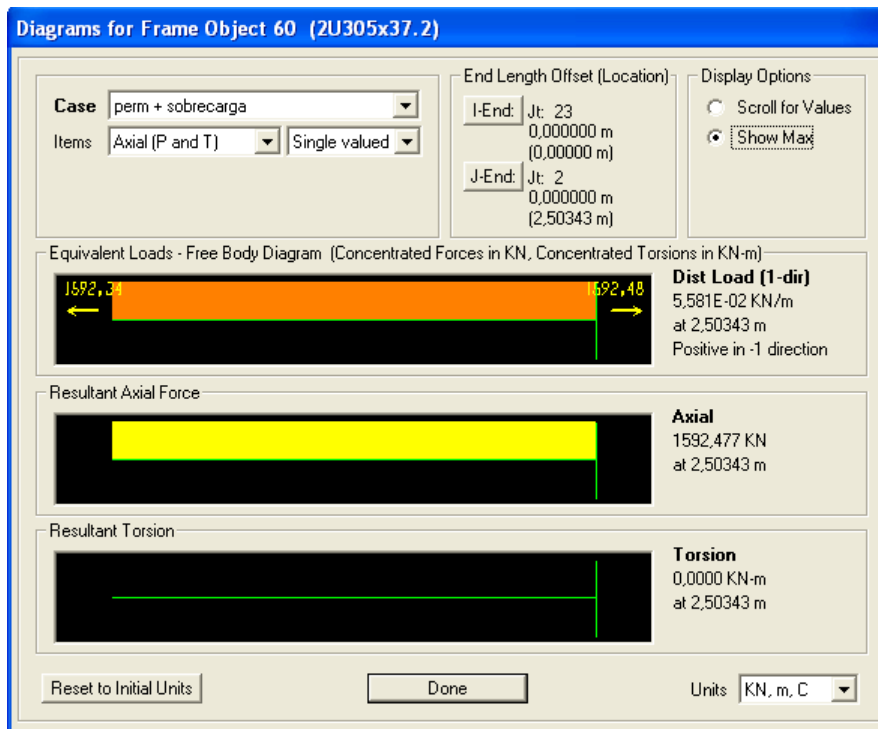 Diagrams for Frame Object 60 (2U305x37.2)
Case perm + sobrecarga
Items Axial (P and T) Single valued
End Length Offset (Location)
I-End: Jt: 23
0,000000 m
(0,00000 m)
J-End: Jt: 2
0,000000 m
(2,50343 m)
Display Options
Scroll for Values
Show Max
Equivalent Loads - Free Body Diagram (Concentrated Forces in KN, Concentrated Torsions in KN-m)
1592,34
1592,48
Dist Load (1-dir)
5,581E-02 KN/m
at 2,50343 m
Positive in -1 direction
Resultant Axial Force
Axial
1592,477 KN
at 2,50343 m
Resultant Torsion
Torsion
0,0000 KN-m
at 2,50343 m
Reset to Initial Units
Done
Units KN, m, C